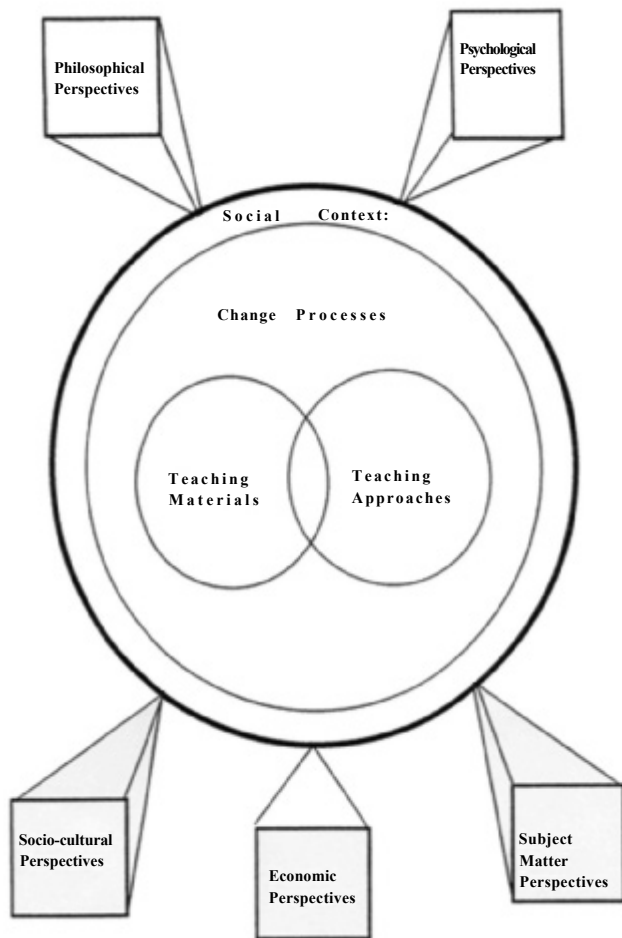 Philosophical
Perspectives
Psychological
Perspectives
Social Context:
Change Processes
Teaching
Materials
Teaching
Approaches
Socio-cultural
Perspectives
Economic
Perspectives
Subject
Matter
Perspectives